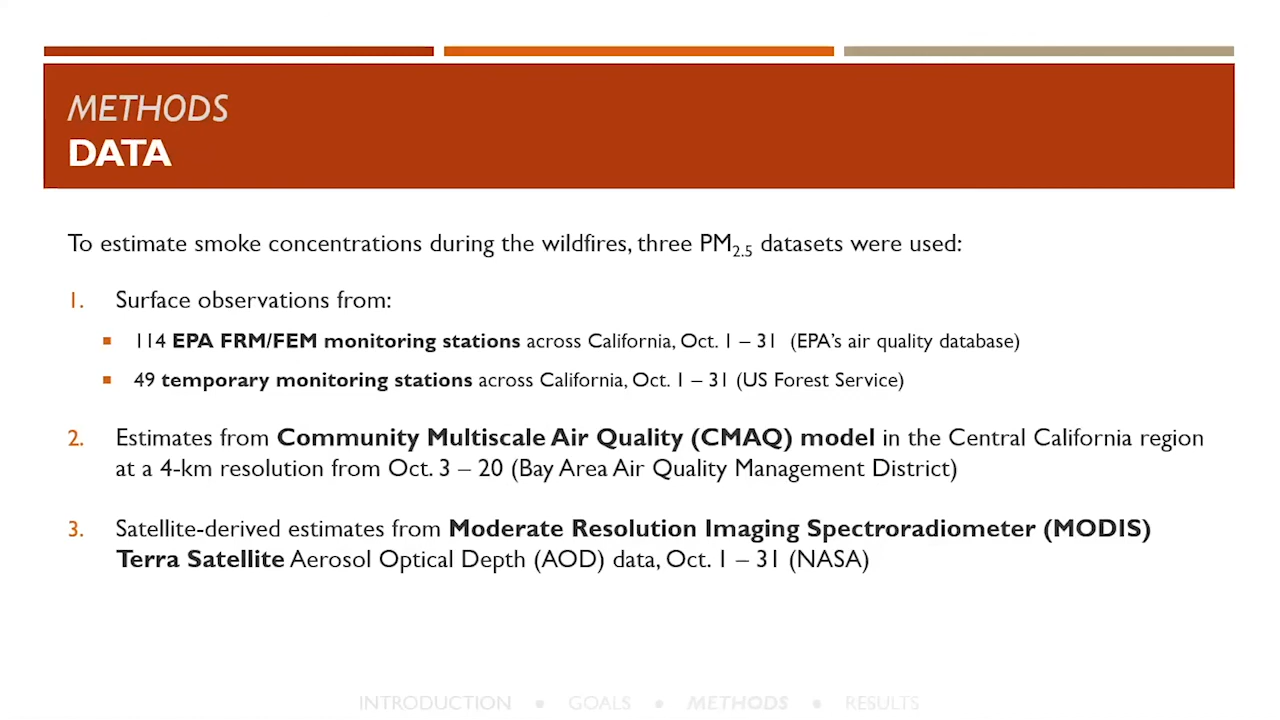 METHODS
DATA
To estimate smoke concentrations during the wildfires, three PM2.5 datasets were used:
1. Surface observations from:
▪ 114 EPA FRM/FEM monitoring stations across California, Oct. 1 – 31 (EPA's air quality database)
▪ 49 temporary monitoring stations across California, Oct. 1 – 31 (US Forest Service)
2. Estimates from Community Multiscale Air Quality (CMAQ) model in the Central California region
at a 4-km resolution from Oct. 3 – 20 (Bay Area Air Quality Management District)
3. Satellite-derived estimates from Moderate Resolution Imaging Spectroradiometer (MODIS)
Terra Satellite Aerosol Optical Depth (AOD) data, Oct. 1 – 31 (NASA)
INTRODUCTION • GOALS • METHODS • RESULTS